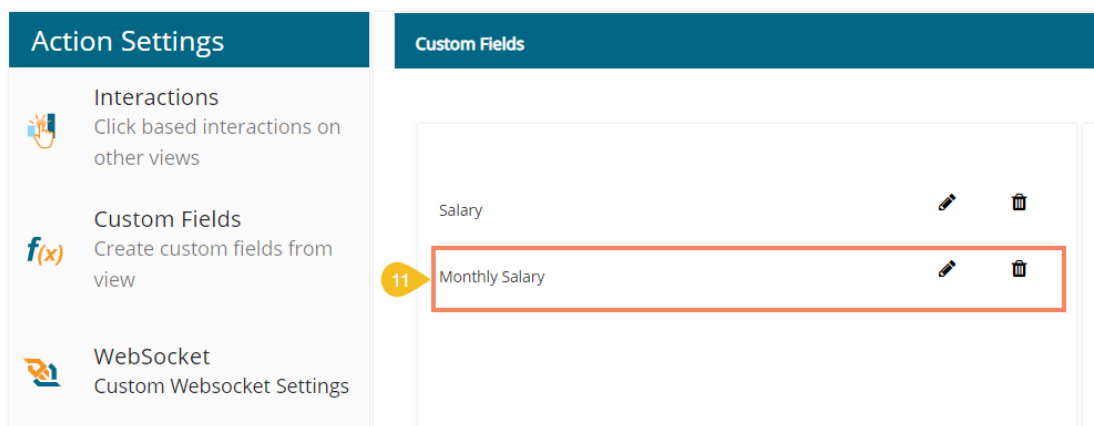 Action Settings
Interactions
Click based interactions on
other views
f(x)
Custom Fields
Create custom fields from
view
WebSocket
Custom Websocket Settings
Custom Fields
Salary
11
Monthly Salary